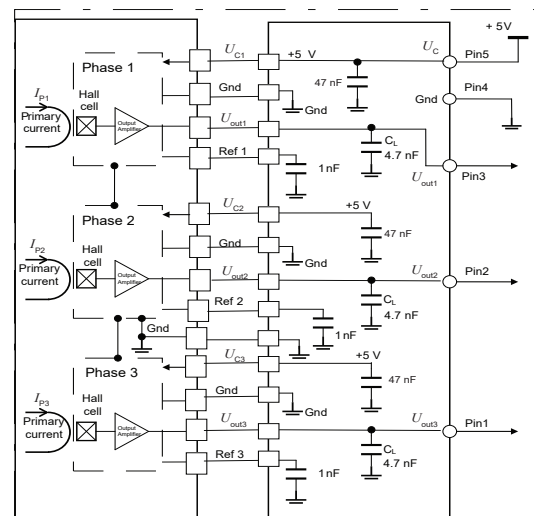 + 5V
U_C1
+5 V
U_C
Pin5
Phase 1
47 nF
Pin4
I_P1
Hall
cell
Gnd
Gnd
Gnd
Primary
current
Output
Amplifier
U_out1
C_L
4.7 nF
Ref 1
1nF
U_out1
Pin3
Phase 2
U_C2
+5 V
Gnd
47 nF
I_P2
Hall
cell
Gnd
Primary
current
Output
Amplifier
U_out2
U_out2
Pin2
C_L
4.7 nF
Ref 2
1nF
Gnd
Phase 3
U_C3
+5 V
47 nF
I_P3
Hall
cell
Gnd
Gnd
Primary
current
Output
Amplifier
U_out3
U_out3
Pin1
C_L
4.7 nF
Ref 3
1nF